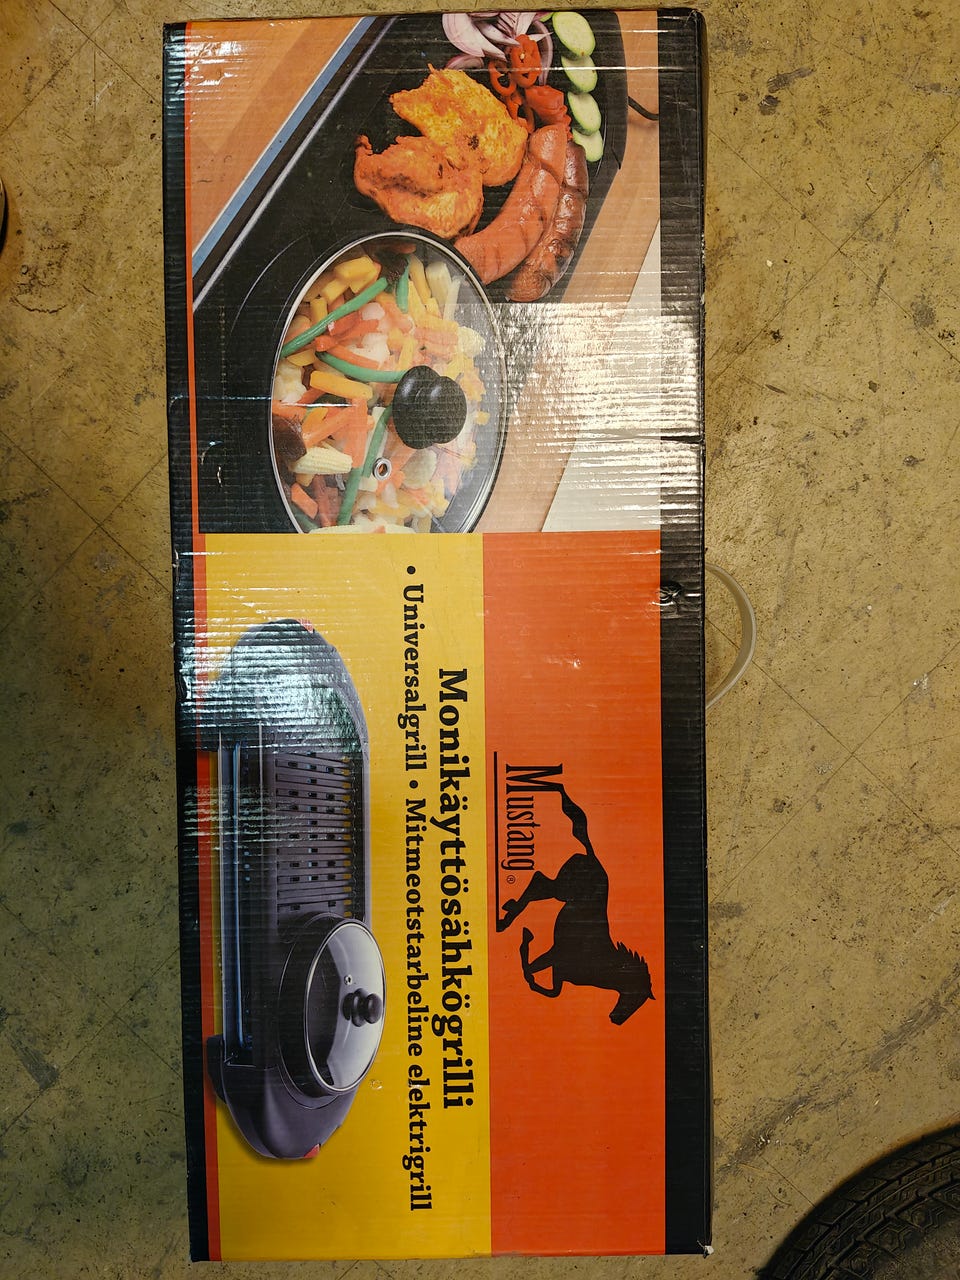 Mustang®
Monikäyttösähkögrilli
• Universalgrill • Mitmeotstarbeline elektrigrill